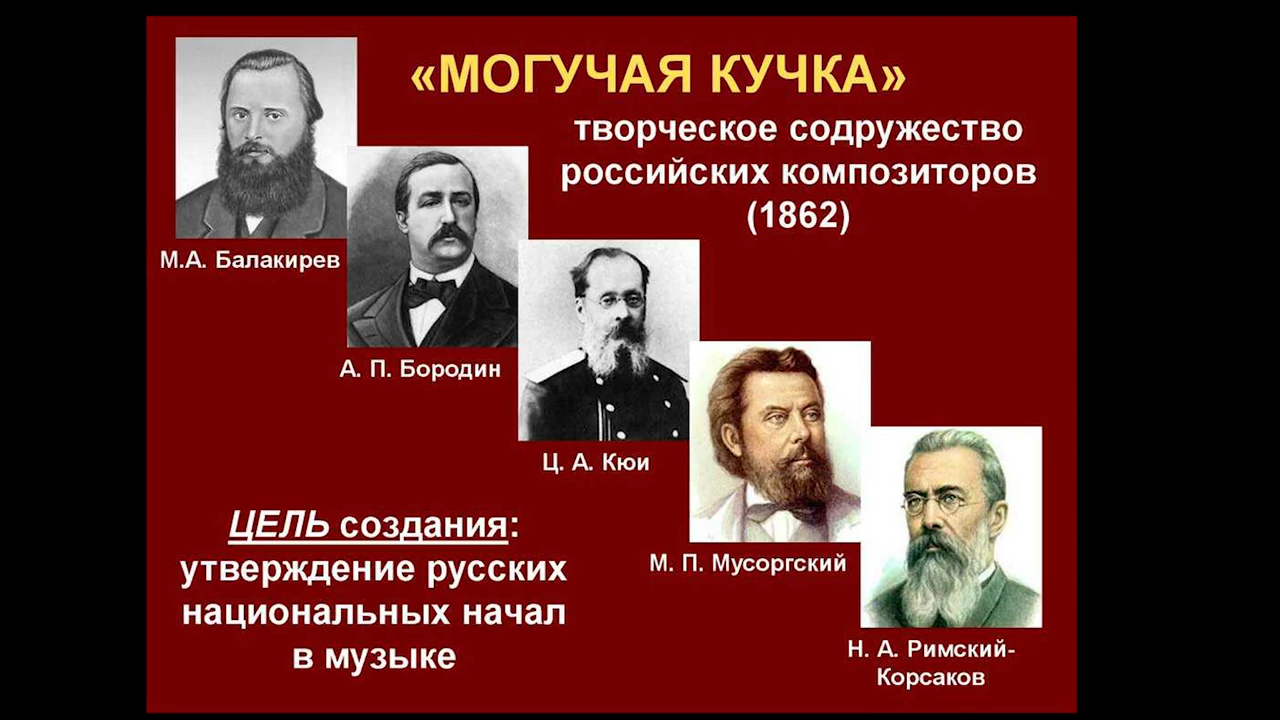 «МОГУЧАЯ КУЧКА»
творческое содружество
российских композиторов
(1862)
М.А. Балакирев
А. П. Бородин
Ц. А. Кюи
М. П. Мусоргский
Н. А. Римский-
Корсаков
ЦЕЛЬ создания:
утверждение русских
национальных начал
в музыке